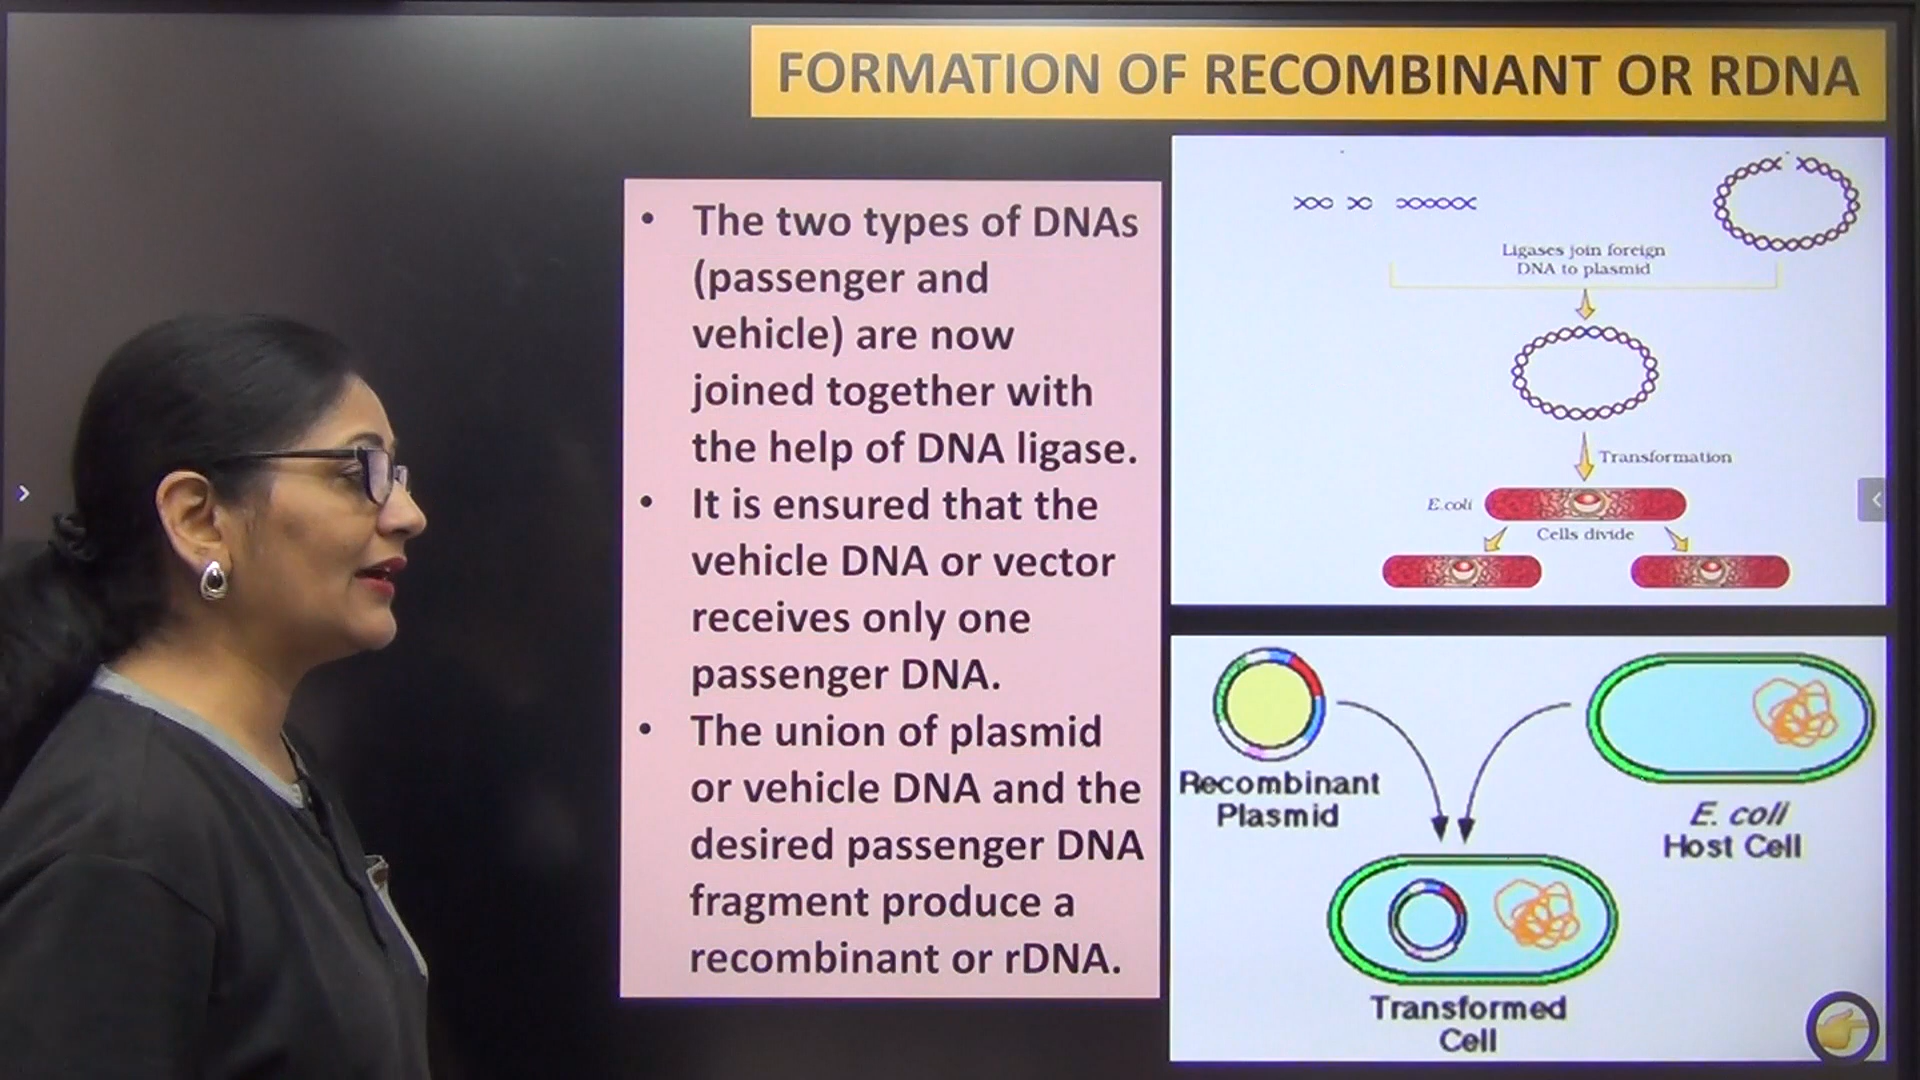 FORMATION OF RECOMBINANT OR RDNA
• The two types of DNAs
(passenger and
vehicle) are now
joined together with
the help of DNA ligase.
• It is ensured that the
vehicle DNA or vector
receives only one
passenger DNA.
• The union of plasmid
or vehicle DNA and the
desired passenger DNA
fragment produce a
recombinant or rDNA.
Ligases join foreign
DNA to plasmid
Transformation
E.coli
Cells divide
Recombinant
Plasmid
E. coli
Host Cell
Transformed
Cell